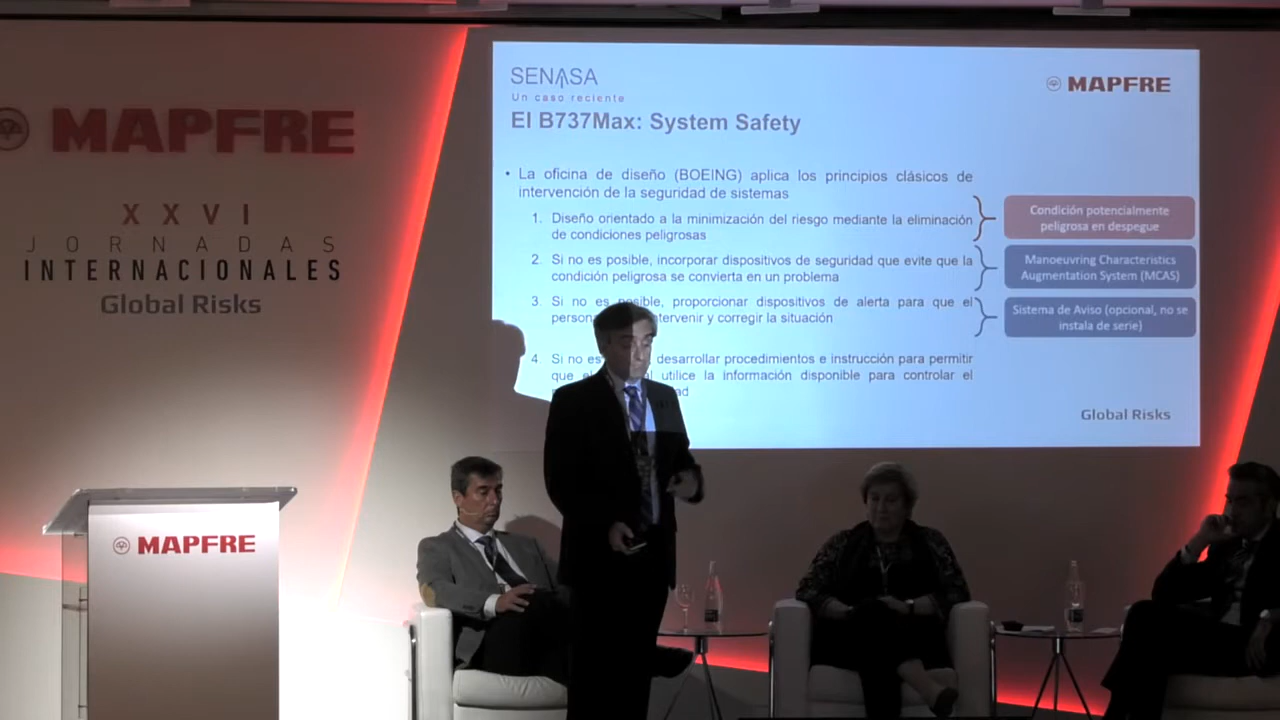 MAPFRE
XXVI
JORNADAS
INTERNACIONALES
Global Risks
MAPFRE
SENASA
Un caso reciente
MAPFRE
El B737Max: System Safety
• La oficina de diseño (BOEING) aplica los principios clásicos de
intervención de la seguridad de sistemas
1. Diseño orientado a la minimización del riesgo mediante la eliminación
de condiciones peligrosas
2. Si no es posible, incorporar dispositivos de seguridad que evite que la
condición peligrosa se convierta en un problema
3. Si no es posible, proporcionar dispositivos de alerta para que el
intervenir y corregir la situación
4. Si no es desarrollar procedimientos e instrucción para permitir
que utilice la información disponible para controlar el
Condición potencialmente
peligrosa en despegue
Manoeuvring Characteristics
Augmentation System (MCAS)
Sistema de Aviso (opcional, no se
instala de serie)
Global Risks